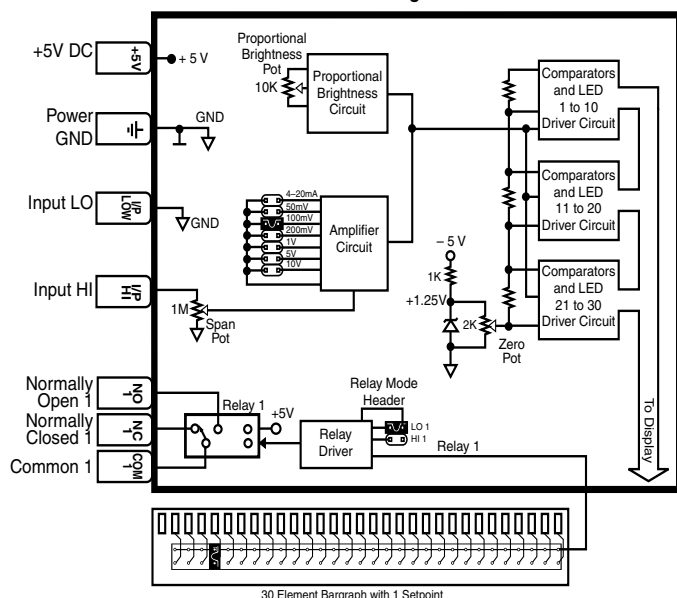 +5V DC
+5V
+ 5 V
Power
GND
GND
Input LO
I/P
LOW
GND
Input HI
I/P
HI
1M
Span
Pot
Proportional
Brightness
Pot
10K
Proportional
Brightness
Circuit
4–20mA
50mV
100mV
200mV
1V
5V
10V
Amplifier
Circuit
– 5 V
1K
+1.25V
2K
Zero
Pot
Comparators
and LED
1 to 10
Driver Circuit
Comparators
and LED
11 to 20
Driver Circuit
Comparators
and LED
21 to 30
Driver Circuit
To Display
Normally
Open 1
NO
1
Normally
Closed 1
NC
1
Common 1
COM
1
Relay 1
+5V
Relay
Driver
Relay Mode
Header
LO 1
HI 1
Relay 1
30 Element Bargraph with 1 Setpoint